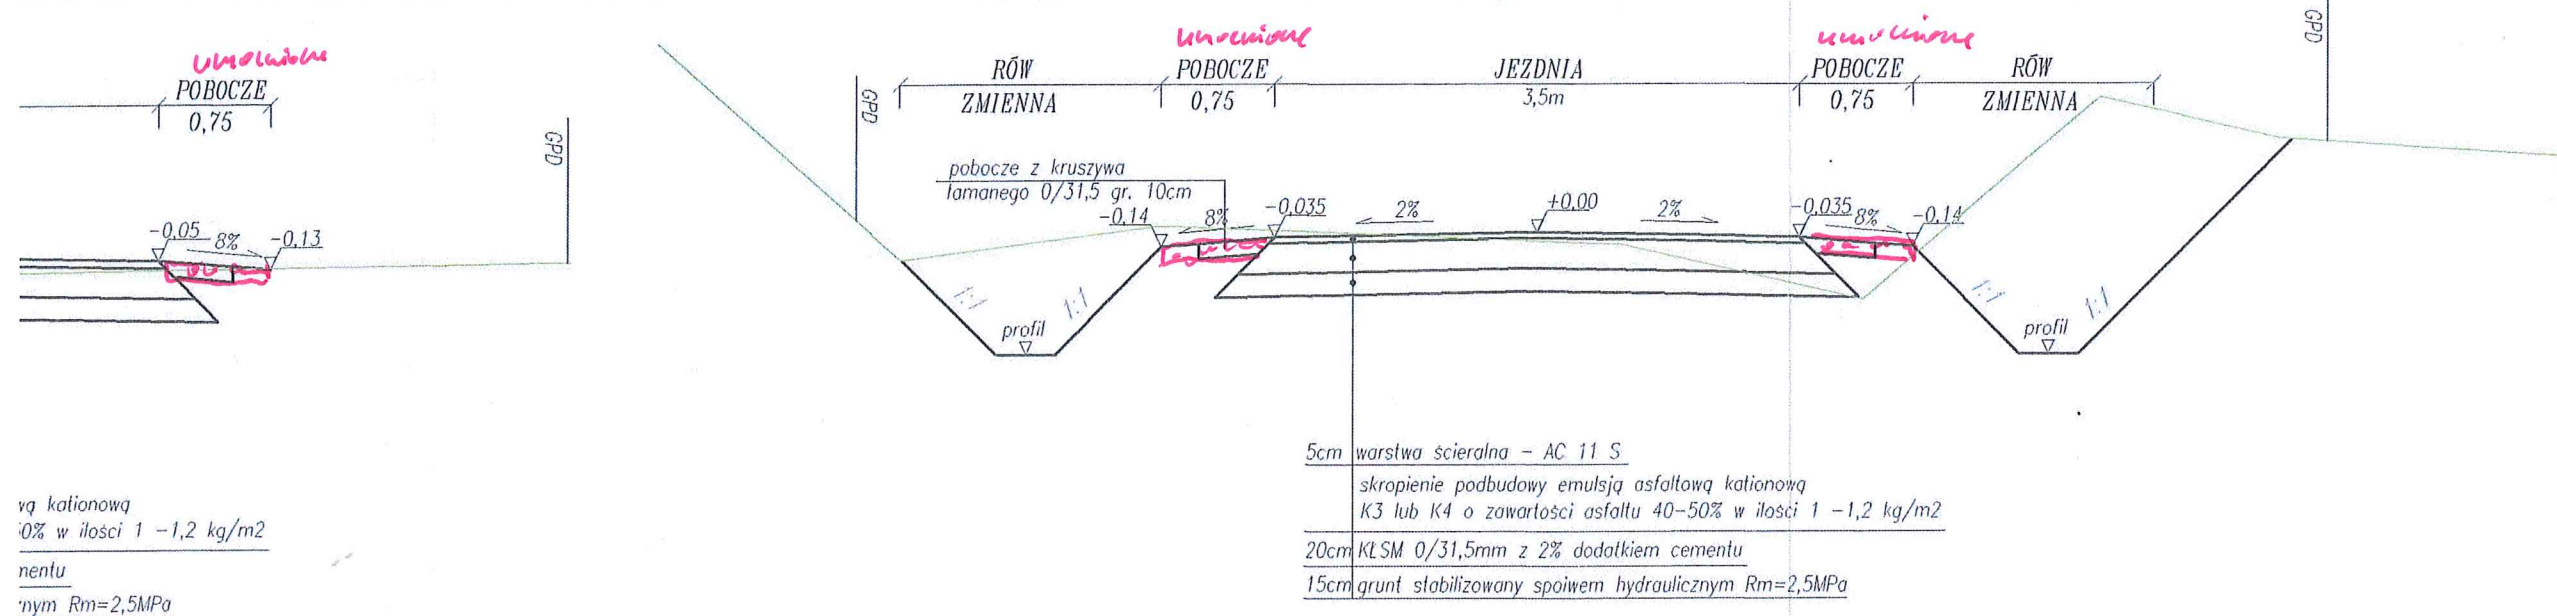 umocnione
POBOCZE
0,75
GPD
-0,05
8%
-0,13
wą kationową
50% w ilości 1 -1,2 kg/m2
mentu
nym Rm=2,5MPa
umocnione
umocnione
GPD
GPD
RÓW
POBOCZE
JEZDNIA
POBOCZE
RÓW
ZMIENNA
0,75
3,5m
0,75
ZMIENNA
pobocze z kruszywa
łamanego 0/31,5 gr. 10cm
-0,14
8%
-0,035
2%
+0,00
2%
-0,035
8%
-0,14
1:1
1:1
profil
1:1
1:1
profil
5cm warstwa ścieralna - AC 11 S
skropienie podbudowy emulsją asfaltową kationową
K3 lub K4 o zawartości asfaltu 40-50% w ilości 1 -1,2 kg/m2
20cm KŁSM 0/31,5mm z 2% dodatkiem cementu
15cm grunt stabilizowany spoiwem hydraulicznym Rm=2,5MPa